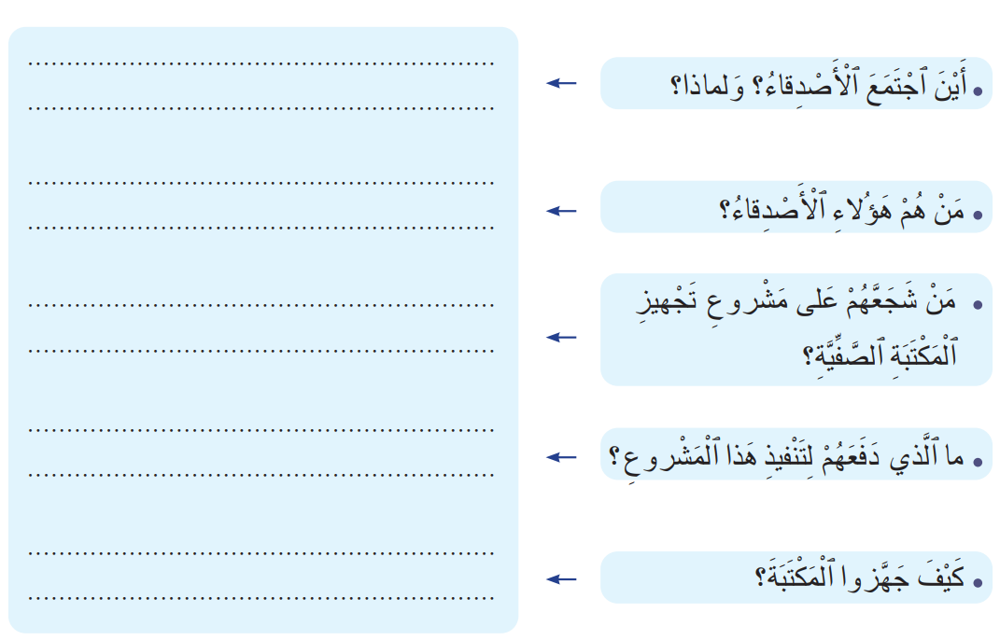 • أَيْنَ ٱجْتَمَعَ ٱلْأَصْدِقاءُ؟ وَلماذا؟
• مَنْ هُمْ هَؤُلاءِ ٱلْأَصْدِقاءُ؟
• مَنْ شَجَعَّهُمْ عَلى مَشْروعِ تَجْهيزِ
ٱلْمَكْتَبَةِ ٱلصَّفِّيَّةِ؟
• ما ٱلَّذي دَفَعَهُمْ لِتَنْفيذِ هَذا ٱلْمَشْروعِ؟
• كَيْفَ جَهَّزوا ٱلْمَكْتَبَةَ؟